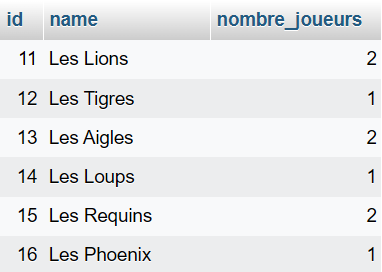 id name nombre_joueurs
11 Les Lions 2
12 Les Tigres 1
13 Les Aigles 2
14 Les Loups 1
15 Les Requins 2
16 Les Phoenix 1